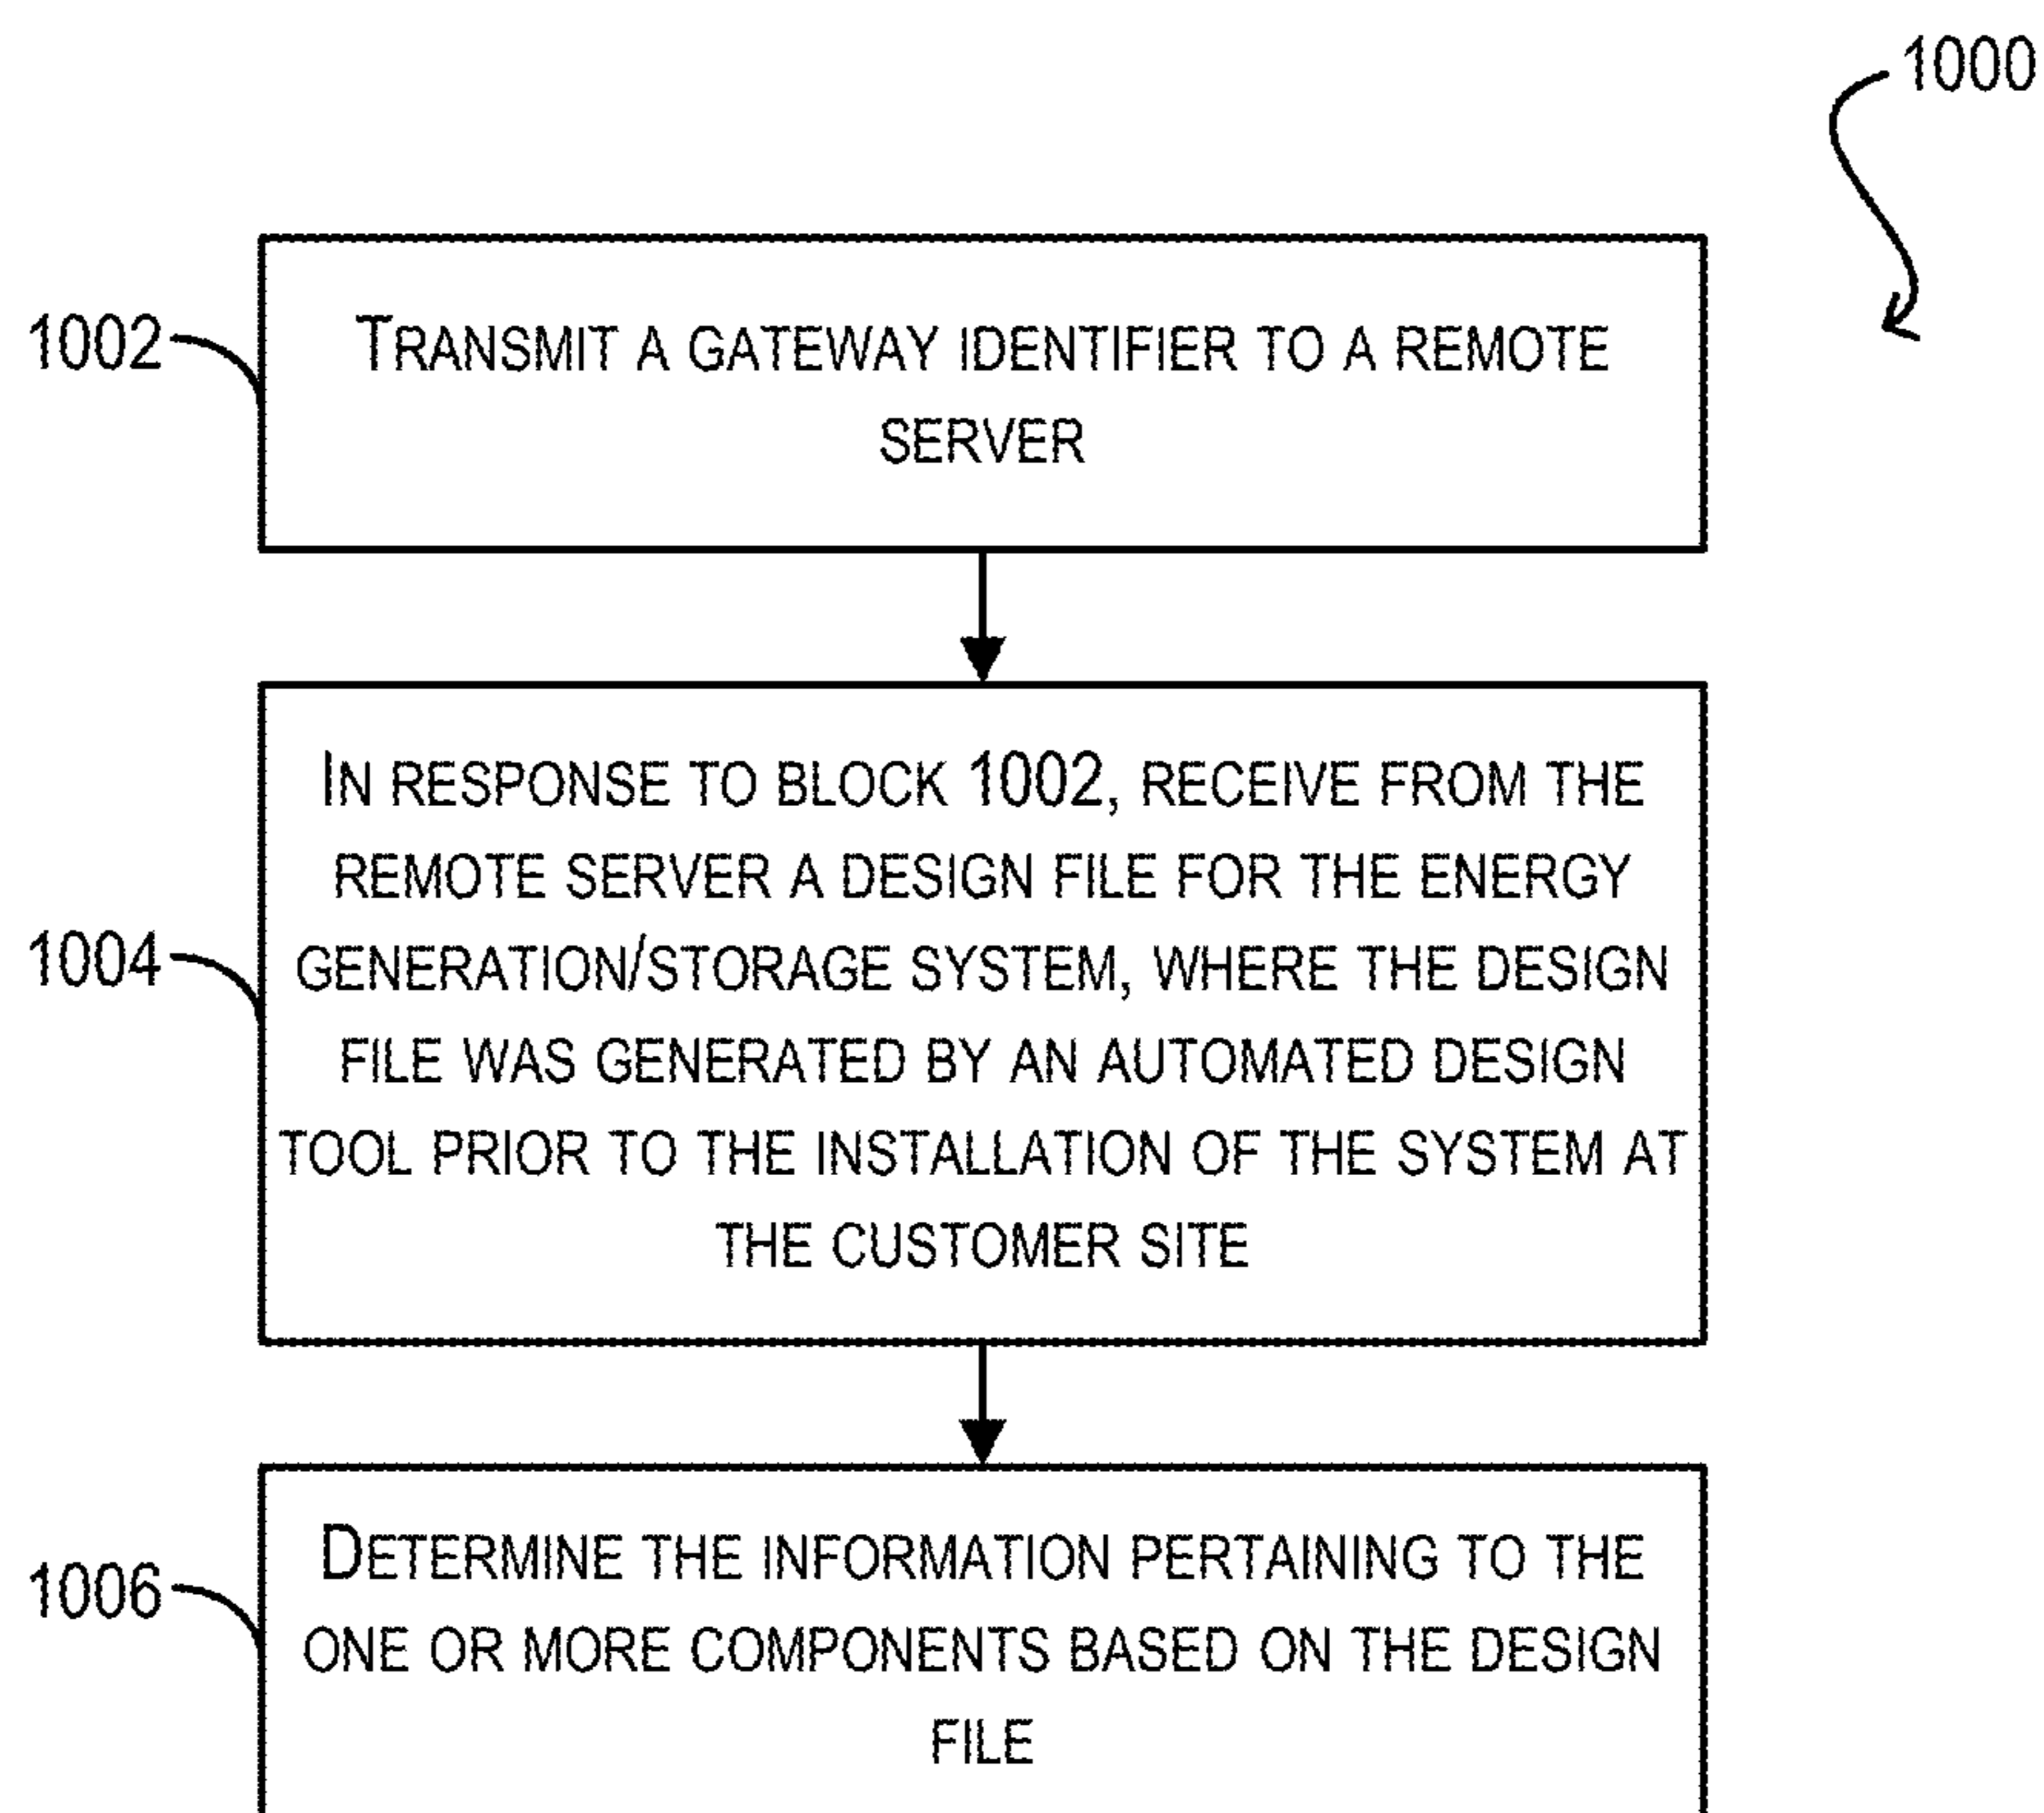 1000
1002
TRANSMIT A GATEWAY IDENTIFIER TO A REMOTE
SERVER
1004
IN RESPONSE TO BLOCK 1002, RECEIVE FROM THE
REMOTE SERVER A DESIGN FILE FOR THE ENERGY
GENERATION/STORAGE SYSTEM, WHERE THE DESIGN
FILE WAS GENERATED BY AN AUTOMATED DESIGN
TOOL PRIOR TO THE INSTALLATION OF THE SYSTEM AT
THE CUSTOMER SITE
1006
DETERMINE THE INFORMATION PERTAINING TO THE
ONE OR MORE COMPONENTS BASED ON THE DESIGN
FILE